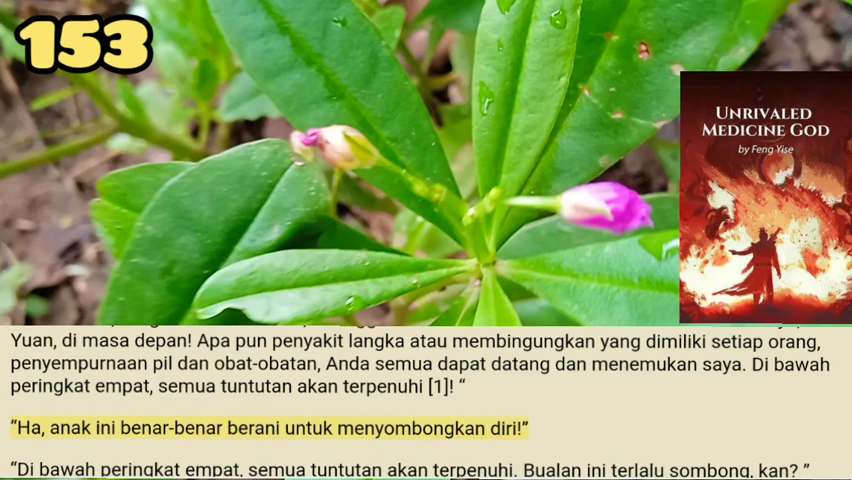 153
UNRIVALED
MEDICINE GOD
by Feng Yise
Yuan, di masa depan! Apa pun penyakit langka atau membingungkan yang dimiliki setiap orang,
penyempurnaan pil dan obat-obatan, Anda semua dapat datang dan menemukan saya. Di bawah
peringkat empat, semua tuntutan akan terpenuhi [1]! “
“Ha, anak ini benar-benar berani untuk menyombongkan diri!”
“Di bawah peringkat empat, semua tuntutan akan terpenuhi. Bualan ini terlalu sombong, kan? ”